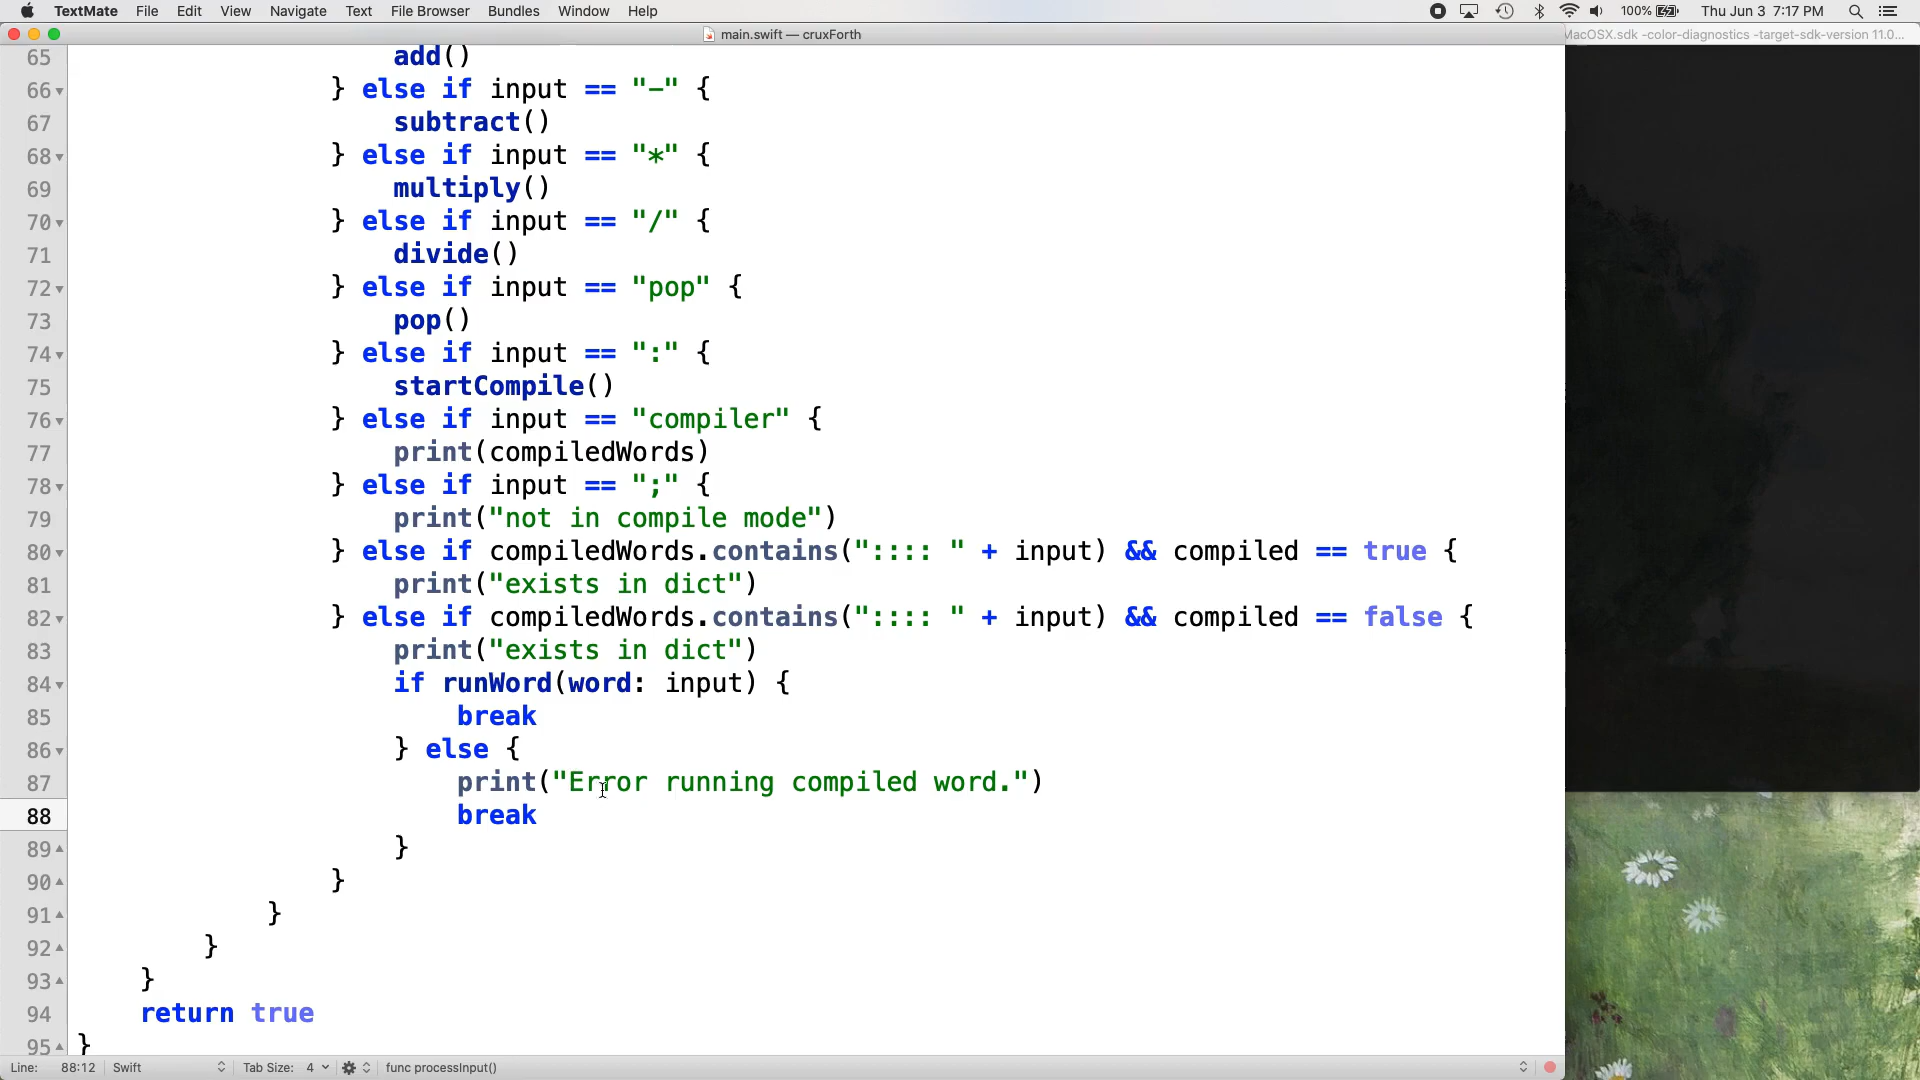 TextMate File Edit View Navigate Text File Browser Bundles Window Help 100% Thu Jun 3 7:17 PM
main.swift — cruxForth
MacOSX.sdk -color-diagnostics -target-sdk-version 11.0...
65 add()
66 } else if input == "-" {
67 subtract()
68 } else if input == "*" {
69 multiply()
70 } else if input == "/" {
71 divide()
72 } else if input == "pop" {
73 pop()
74 } else if input == ":" {
75 startCompile()
76 } else if input == "compiler" {
77 print(compiledWords)
78 } else if input == ";" {
79 print("not in compile mode")
80 } else if compiledWords.contains(":::: " + input) && compiled == true {
81 print("exists in dict")
82 } else if compiledWords.contains(":::: " + input) && compiled == false {
83 print("exists in dict")
84 if runWord(word: input) {
85 break
86 } else {
87 print("Error running compiled word.")
88 break
89 }
90 }
91 }
92 }
93 }
94 return true
95 }
Line: 88:12 Swift Tab Size: 4 func processInput()